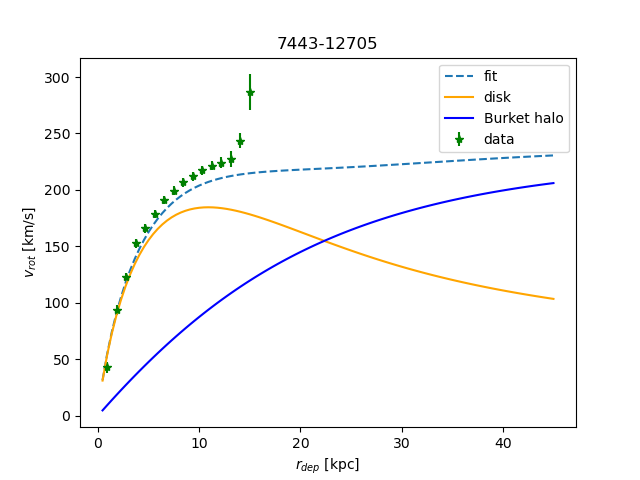 7443-12705
fit
disk
Burket halo
data
300
250
200
150
100
50
0
v_rot [km/s]
0 10 20 30 40
r_dep [kpc]